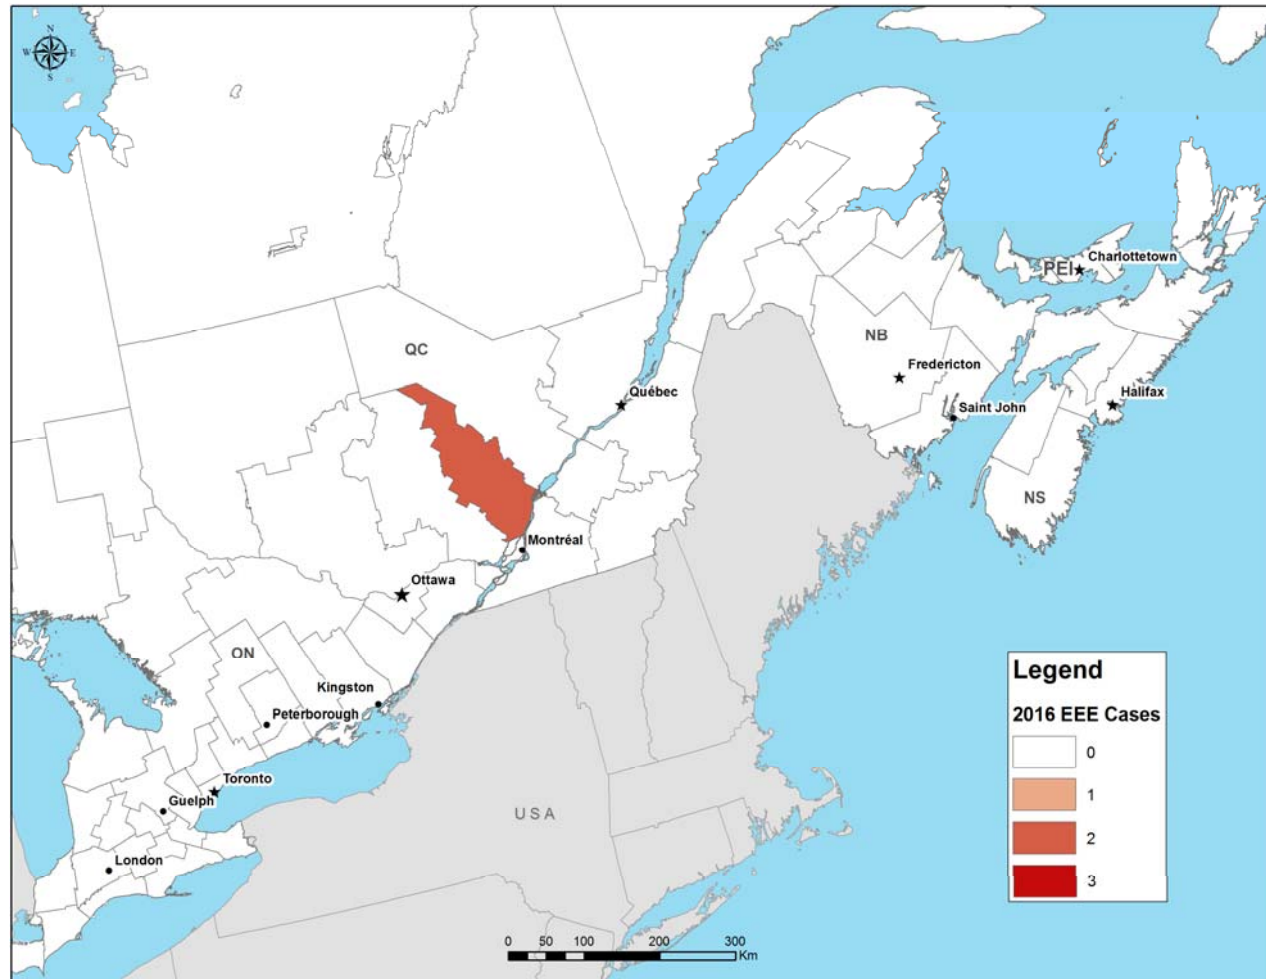 N
W E
S
PEI
Charlottetown
QC
NB
Fredericton
Québec
Halifax
Saint John
NS
Montréal
Ottawa
ON
Kingston
Peterborough
Toronto
Guelph
USA
London
Legend
2016 EEE Cases
0
1
2
3
0 50 100 200 300
Km